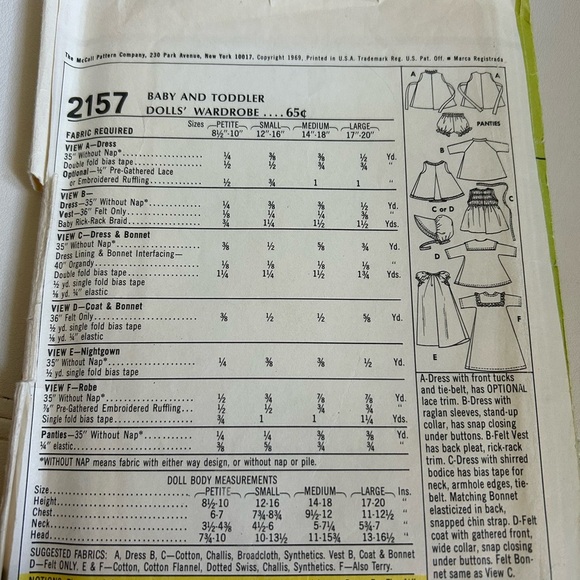 The McCall Pattern Company, 230 Park Avenue, New York 10017, Copyright 1969, Printed in U.S.A. Trademark Reg. U.S. Pat. Off. • Marca Registrada
2157 BABY AND TODDLER
DOLLS' WARDROBE .... 65¢
Sizes PETITE SMALL MEDIUM LARGE
FABRIC REQUIRED 8½"-10" 12"-16" 14"-18" 17"-20"
VIEW A—Dress
35" Without Nap* ¼ ⅜ ⅜ ½ Yd.
Double fold bias tape ½ ½ ¾ ¾ "
Optional—½" Pre-Gathered Lace
or Embroidered Ruffling ½ ¾ 1 1 "
VIEW B—
Dress—35" Without Nap* ¼ ⅜ ⅜ ½ Yd.
Vest—36" Felt Only ⅛ ¼ ¼ ⅜ "
Baby Rick-Rack Braid ¾ 1¼ 1½ 1½ Yds.
VIEW C—Dress & Bonnet
35" Without Nap* ⅜ ½ ⅝ ¾ Yd.
Dress Lining & Bonnet Interfacing—
40" Organdy ⅛ ⅛ ⅛ ⅛ "
Double fold bias tape 1¼ 1¼ 1½ 1¾ Yds.
½ yd. single fold bias tape
⅛ yd. ¼" elastic
VIEW D—Coat & Bonnet
36" Felt Only ⅜ ½ ½ ⅝ Yd.
½ yd. single fold bias tape
⅛ yd. ¼" elastic
VIEW E—Nightgown
35" Without Nap* ¼ ⅜ ⅜ ½ Yd.
½ yd. single fold bias tape
VIEW F—Robe
35" Without Nap* ½ ¾ ⅞ ⅞ Yd.
⅞" Pre-Gathered Embroidered Ruffling ½ ½ ¾ ¾ "
Single fold bias tape ¾ 1 1 1¼ Yds.
Panties—35" Without Nap* ¼ ¼ ¼ ⅜ Yd.
¼" elastic ⅜ ⅝ ¾ ¾ "
*WITHOUT NAP means fabric with either way design, or without nap or pile.
DOLL BODY MEASUREMENTS
Size PETITE SMALL MEDIUM LARGE Ins.
Height 8½-10 12-16 14-18 17-20 "
Chest 6-7 7¾-8¾ 9½-12 11-12½ "
Neck 3½-4⅜ 4½-6 5-7¼ 5¾-7 "
Head 7¾-10 10-13½ 11-15¾ 13-16½ "
SUGGESTED FABRICS: A, Dress B, C—Cotton, Challis, Broadcloth, Synthetics. Vest B, Coat & Bonnet
D—Felt ONLY. E & F—Cotton, Cotton Flannel, Dotted Swiss, Challis, Synthetics. F—Also Terry.
A
A
PANTIES
B
C or D
C
D
E
F
A-Dress with front tucks
and tie-belt, has OPTIONAL
lace trim. B-Dress with
raglan sleeves, stand-up
collar, has snap closing
under buttons. B-Felt Vest
has back pleat, rick-rack
trim. C-Dress with shirred
bodice has bias tape for
neck, armhole edges, tie-
belt. Matching Bonnet
elasticized in back,
snapped chin strap. D-Felt
coat with gathered front,
wide collar, snap closing
under buttons. Felt Bon-
net same as View C.